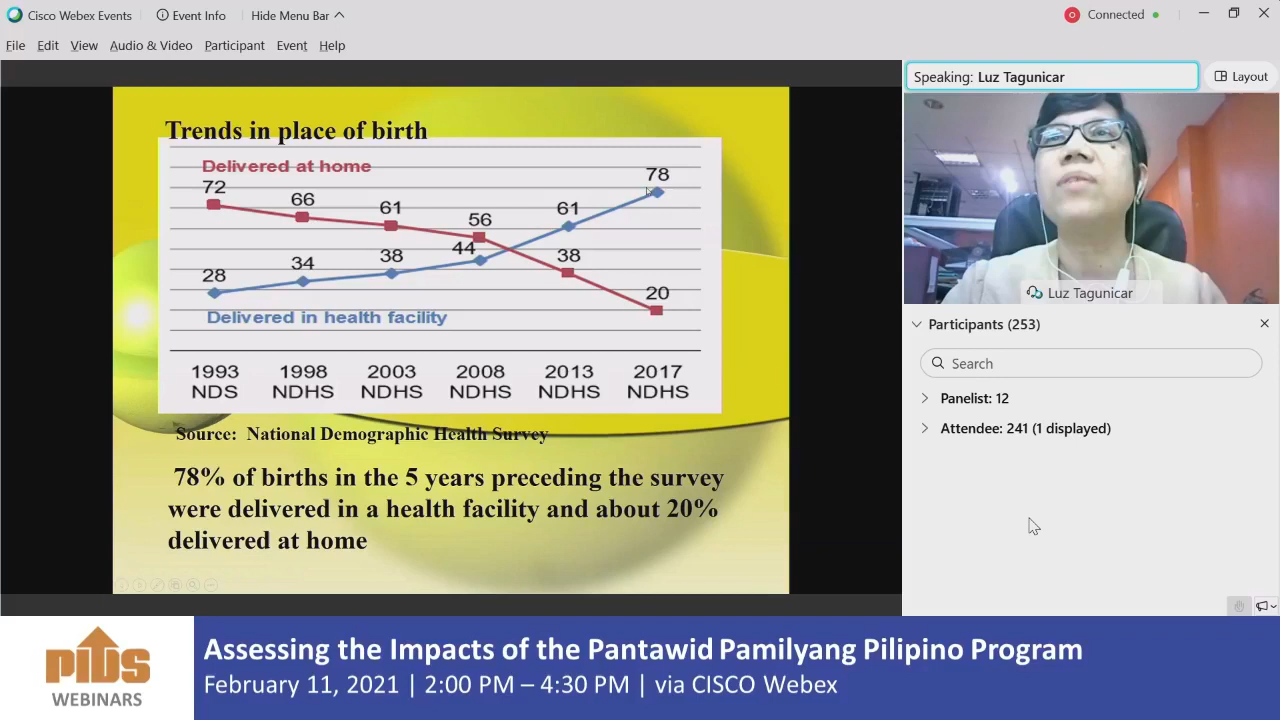 Cisco Webex Events
Event Info
Hide Menu Bar
Connected
File Edit View Audio & Video Participant Event Help
Speaking: Luz Tagunicar
Layout
Trends in place of birth
Delivered at home
72 66 61 56 61 78
28 34 38 44 38 20
Delivered in health facility
1993 1998 2003 2008 2013 2017
NDS NDHS NDHS NDHS NDHS NDHS
Source: National Demographic Health Survey
78% of births in the 5 years preceding the survey
were delivered in a health facility and about 20%
delivered at home
Luz Tagunicar
Participants (253)
Search
Panelist: 12
Attendee: 241 (1 displayed)
PIDS
WEBINARS
Assessing the Impacts of the Pantawid Pamilyang Pilipino Program
February 11, 2021 | 2:00 PM – 4:30 PM | via CISCO Webex